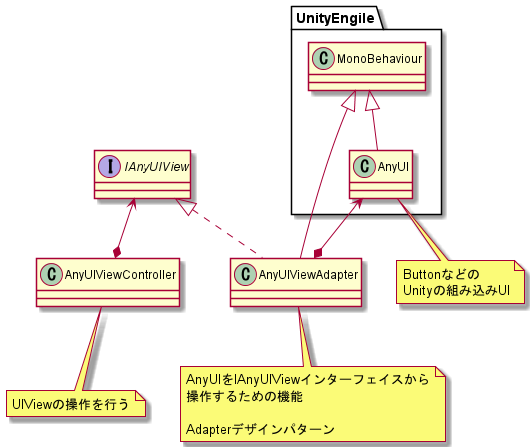 UnityEngile
C MonoBehaviour
I IAnyUIView
C AnyUI
C AnyUIViewController
C AnyUIViewAdapter
Buttonなどの
Unityの組み込みUI
UIViewの操作を行う
AnyUIをIAnyUIViewインターフェイスから
操作するための機能
Adapterデザインパターン